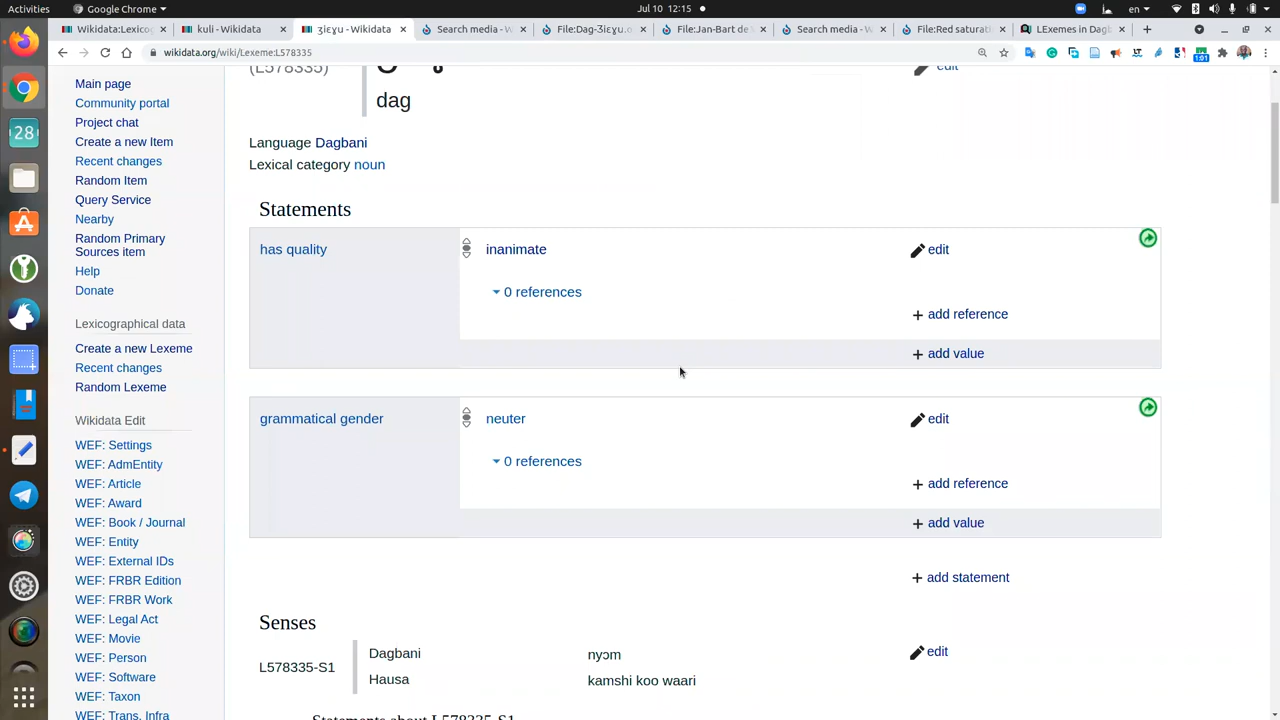 Activities
Google Chrome
Jul 10 12:15
en
Wikidata:Lexico
kuli - Wikidata
ʒiɛɣu - Wikidata
Search media - W
File:Dag-Ʒiɛɣu.o
File:Jan-Bart de
Search media - W
File:Red saturati
LExemes in Dagb
wikidata.org/wiki/Lexeme:L578335
1:01
28
Main page
Community portal
Project chat
Create a new Item
Recent changes
Random Item
Query Service
Nearby
Random Primary
Sources item
Help
Donate
Lexicographical data
Create a new Lexeme
Recent changes
Random Lexeme
Wikidata Edit
WEF: Settings
WEF: AdmEntity
WEF: Article
WEF: Award
WEF: Book / Journal
WEF: Entity
WEF: External IDs
WEF: FRBR Edition
WEF: FRBR Work
WEF: Legal Act
WEF: Movie
WEF: Person
WEF: Software
WEF: Taxon
WEF: Trans. Infra
(L578335)
edit
dag
Language Dagbani
Lexical category noun
Statements
has quality
inanimate
edit
0 references
+ add reference
+ add value
grammatical gender
neuter
edit
0 references
+ add reference
+ add value
+ add statement
Senses
L578335-S1
Dagbani
nyɔm
edit
Hausa
kamshi koo waari
Statements about L578335-S1